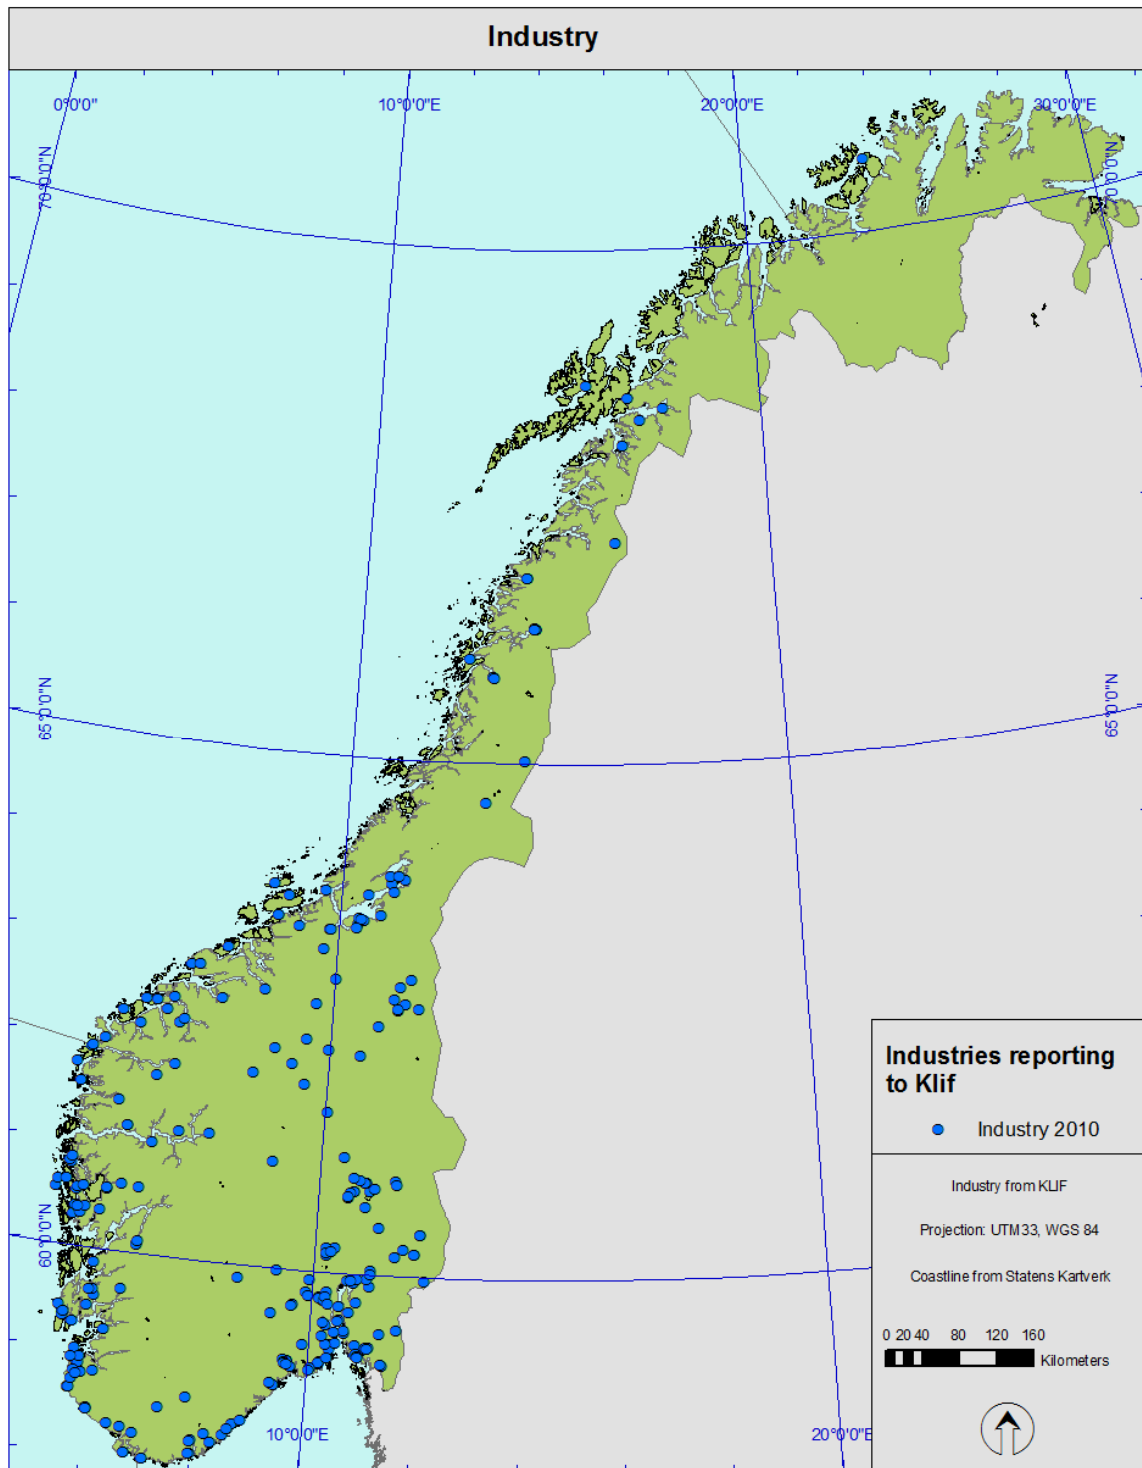 Industry
0°0'0"
10°0'0"E
20°0'0"E
30°0'0"E
70°0'0"N
70°0'0"N
65°0'0"N
65°0'0"N
60°0'0"N
10°0'0"E
20°0'0"E
Industries reporting
to Klif
Industry 2010
Industry from KLIF
Projection: UTM33, WGS 84
Coastline from Statens Kartverk
0 20 40 80 120 160
Kilometers